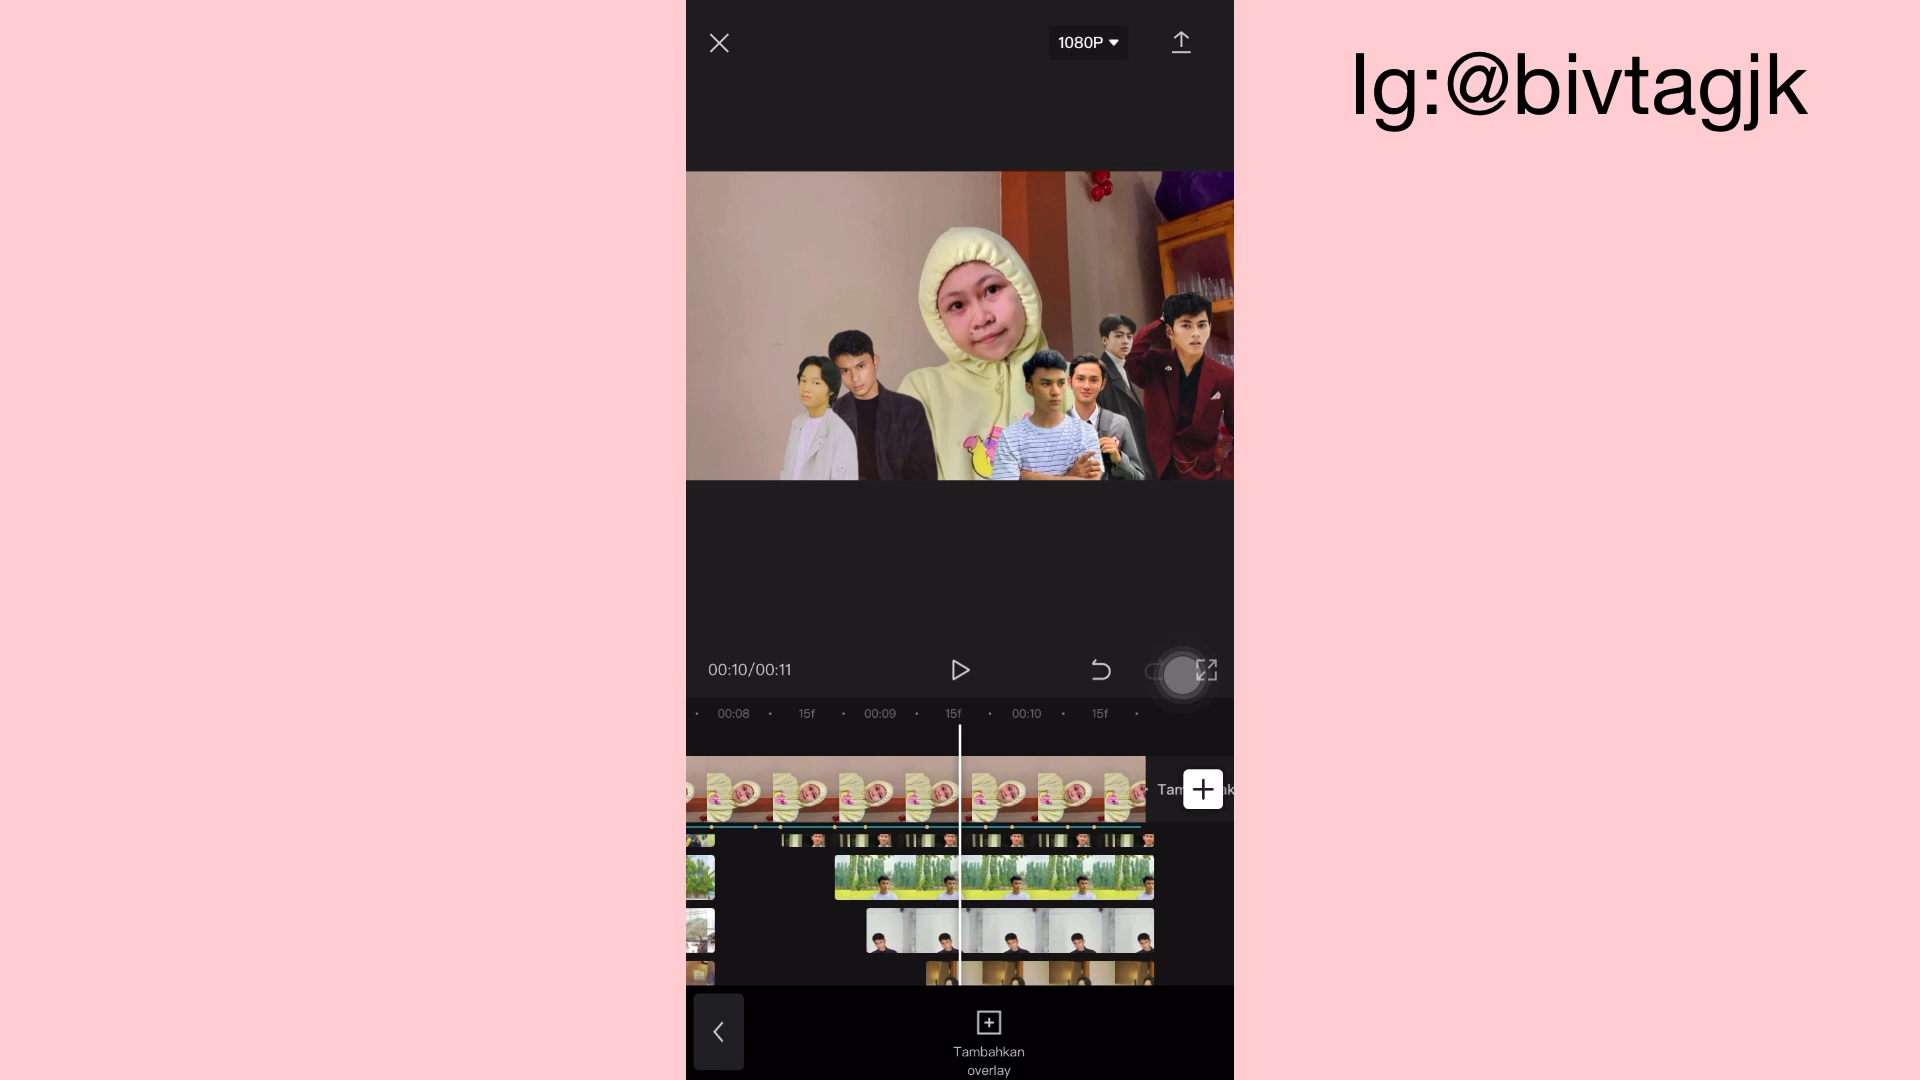 Ig:@bivtagjk
1080P
00:10/00:11
00:08 15f 00:09 15f 00:10 15f
Tambahkan
overlay